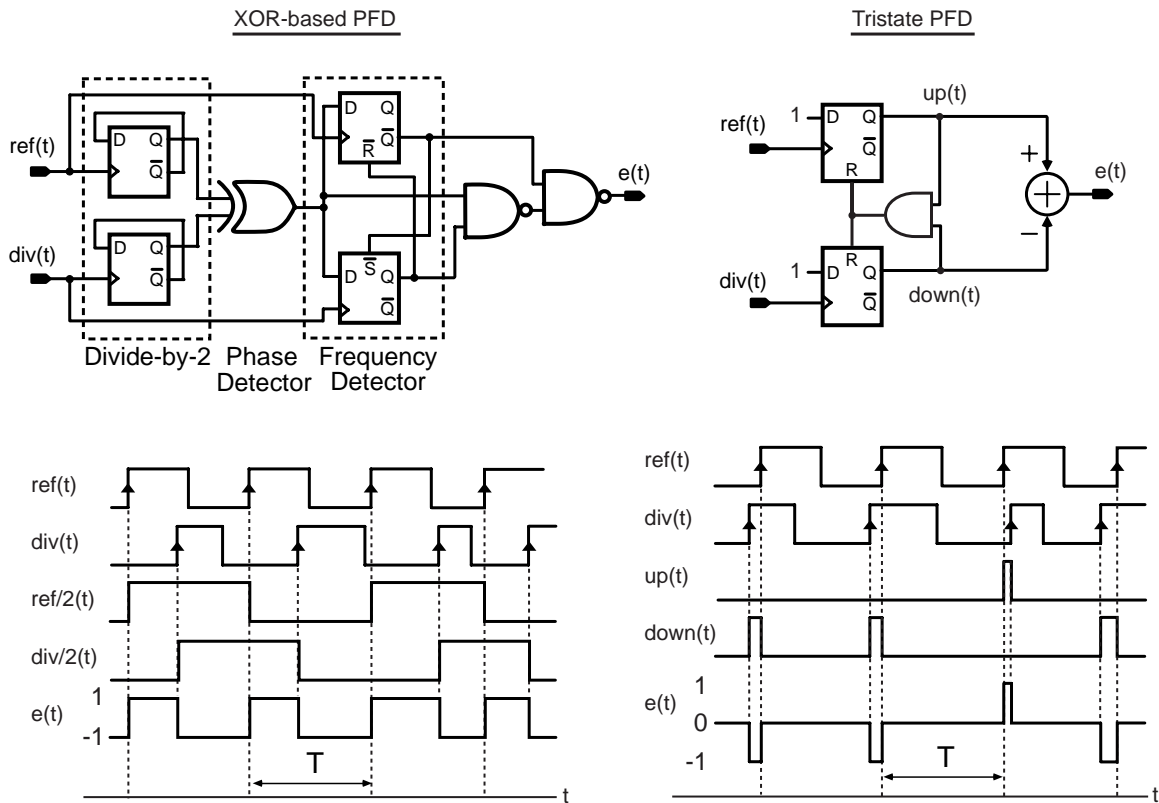 XOR-based PFD
Tristate PFD
ref(t)
D Q
Q̅
D Q
Q̅
R̅
e(t)
div(t)
D Q
Q̅
S̅
D Q
Q̅
Divide-by-2
Phase
Detector
Frequency
Detector
up(t)
ref(t)
1
D Q
Q̅
R
+
e(t)
−
div(t)
1
R
D Q
Q̅
down(t)
ref(t)
div(t)
ref/2(t)
div/2(t)
1
e(t)
-1
T
t
ref(t)
div(t)
up(t)
down(t)
1
e(t)
0
-1
T
t